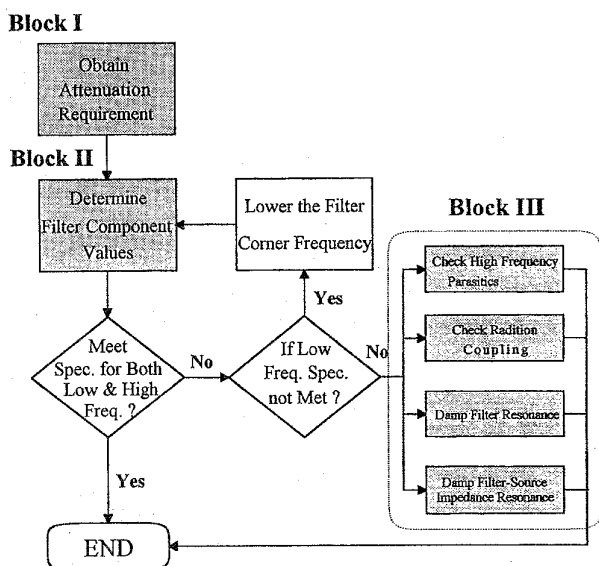 Block I
Obtain
Attenuation
Requirement
Block II
Determine
Filter Component
Values
Lower the Filter
Corner Frequency
Block III
Check High Frequency
Parasitics
Yes
Meet
Spec. for Both
Low & High
Freq. ?
No
If Low
Freq. Spec.
not Met ?
No
Check Radition
Coupling
Damp Filter Resonance
Damp Filter-Source
Impedance Resonance
Yes
END